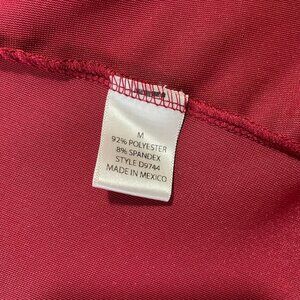 M
92% POLYESTER
8% SPANDEX
STYLE D9744
MADE IN MEXICO